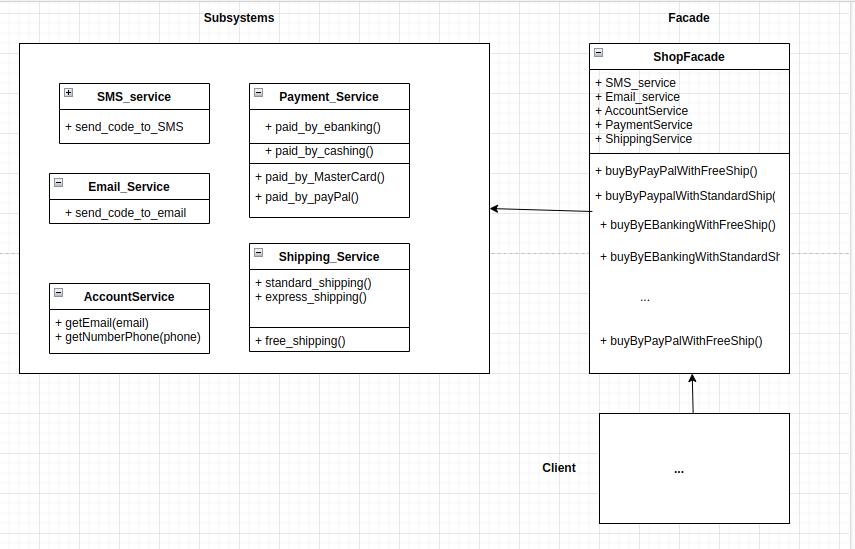 Subsystems
Facade
SMS_service
+ send_code_to_SMS
Email_Service
+ send_code_to_email
AccountService
+ getEmail(email)
+ getNumberPhone(phone)
Payment_Service
+ paid_by_ebanking()
+ paid_by_cashing()
+ paid_by_MasterCard()
+ paid_by_payPal()
Shipping_Service
+ standard_shipping()
+ express_shipping()
+ free_shipping()
ShopFacade
+ SMS_service
+ Email_service
+ AccountService
+ PaymentService
+ ShippingService
+ buyByPayPalWithFreeShip()
+ buyByPaypalWithStandardShip(
+ buyByEBankingWithFreeShip()
+ buyByEBankingWithStandardSh
...
+ buyByPayPalWithFreeShip()
Client
...